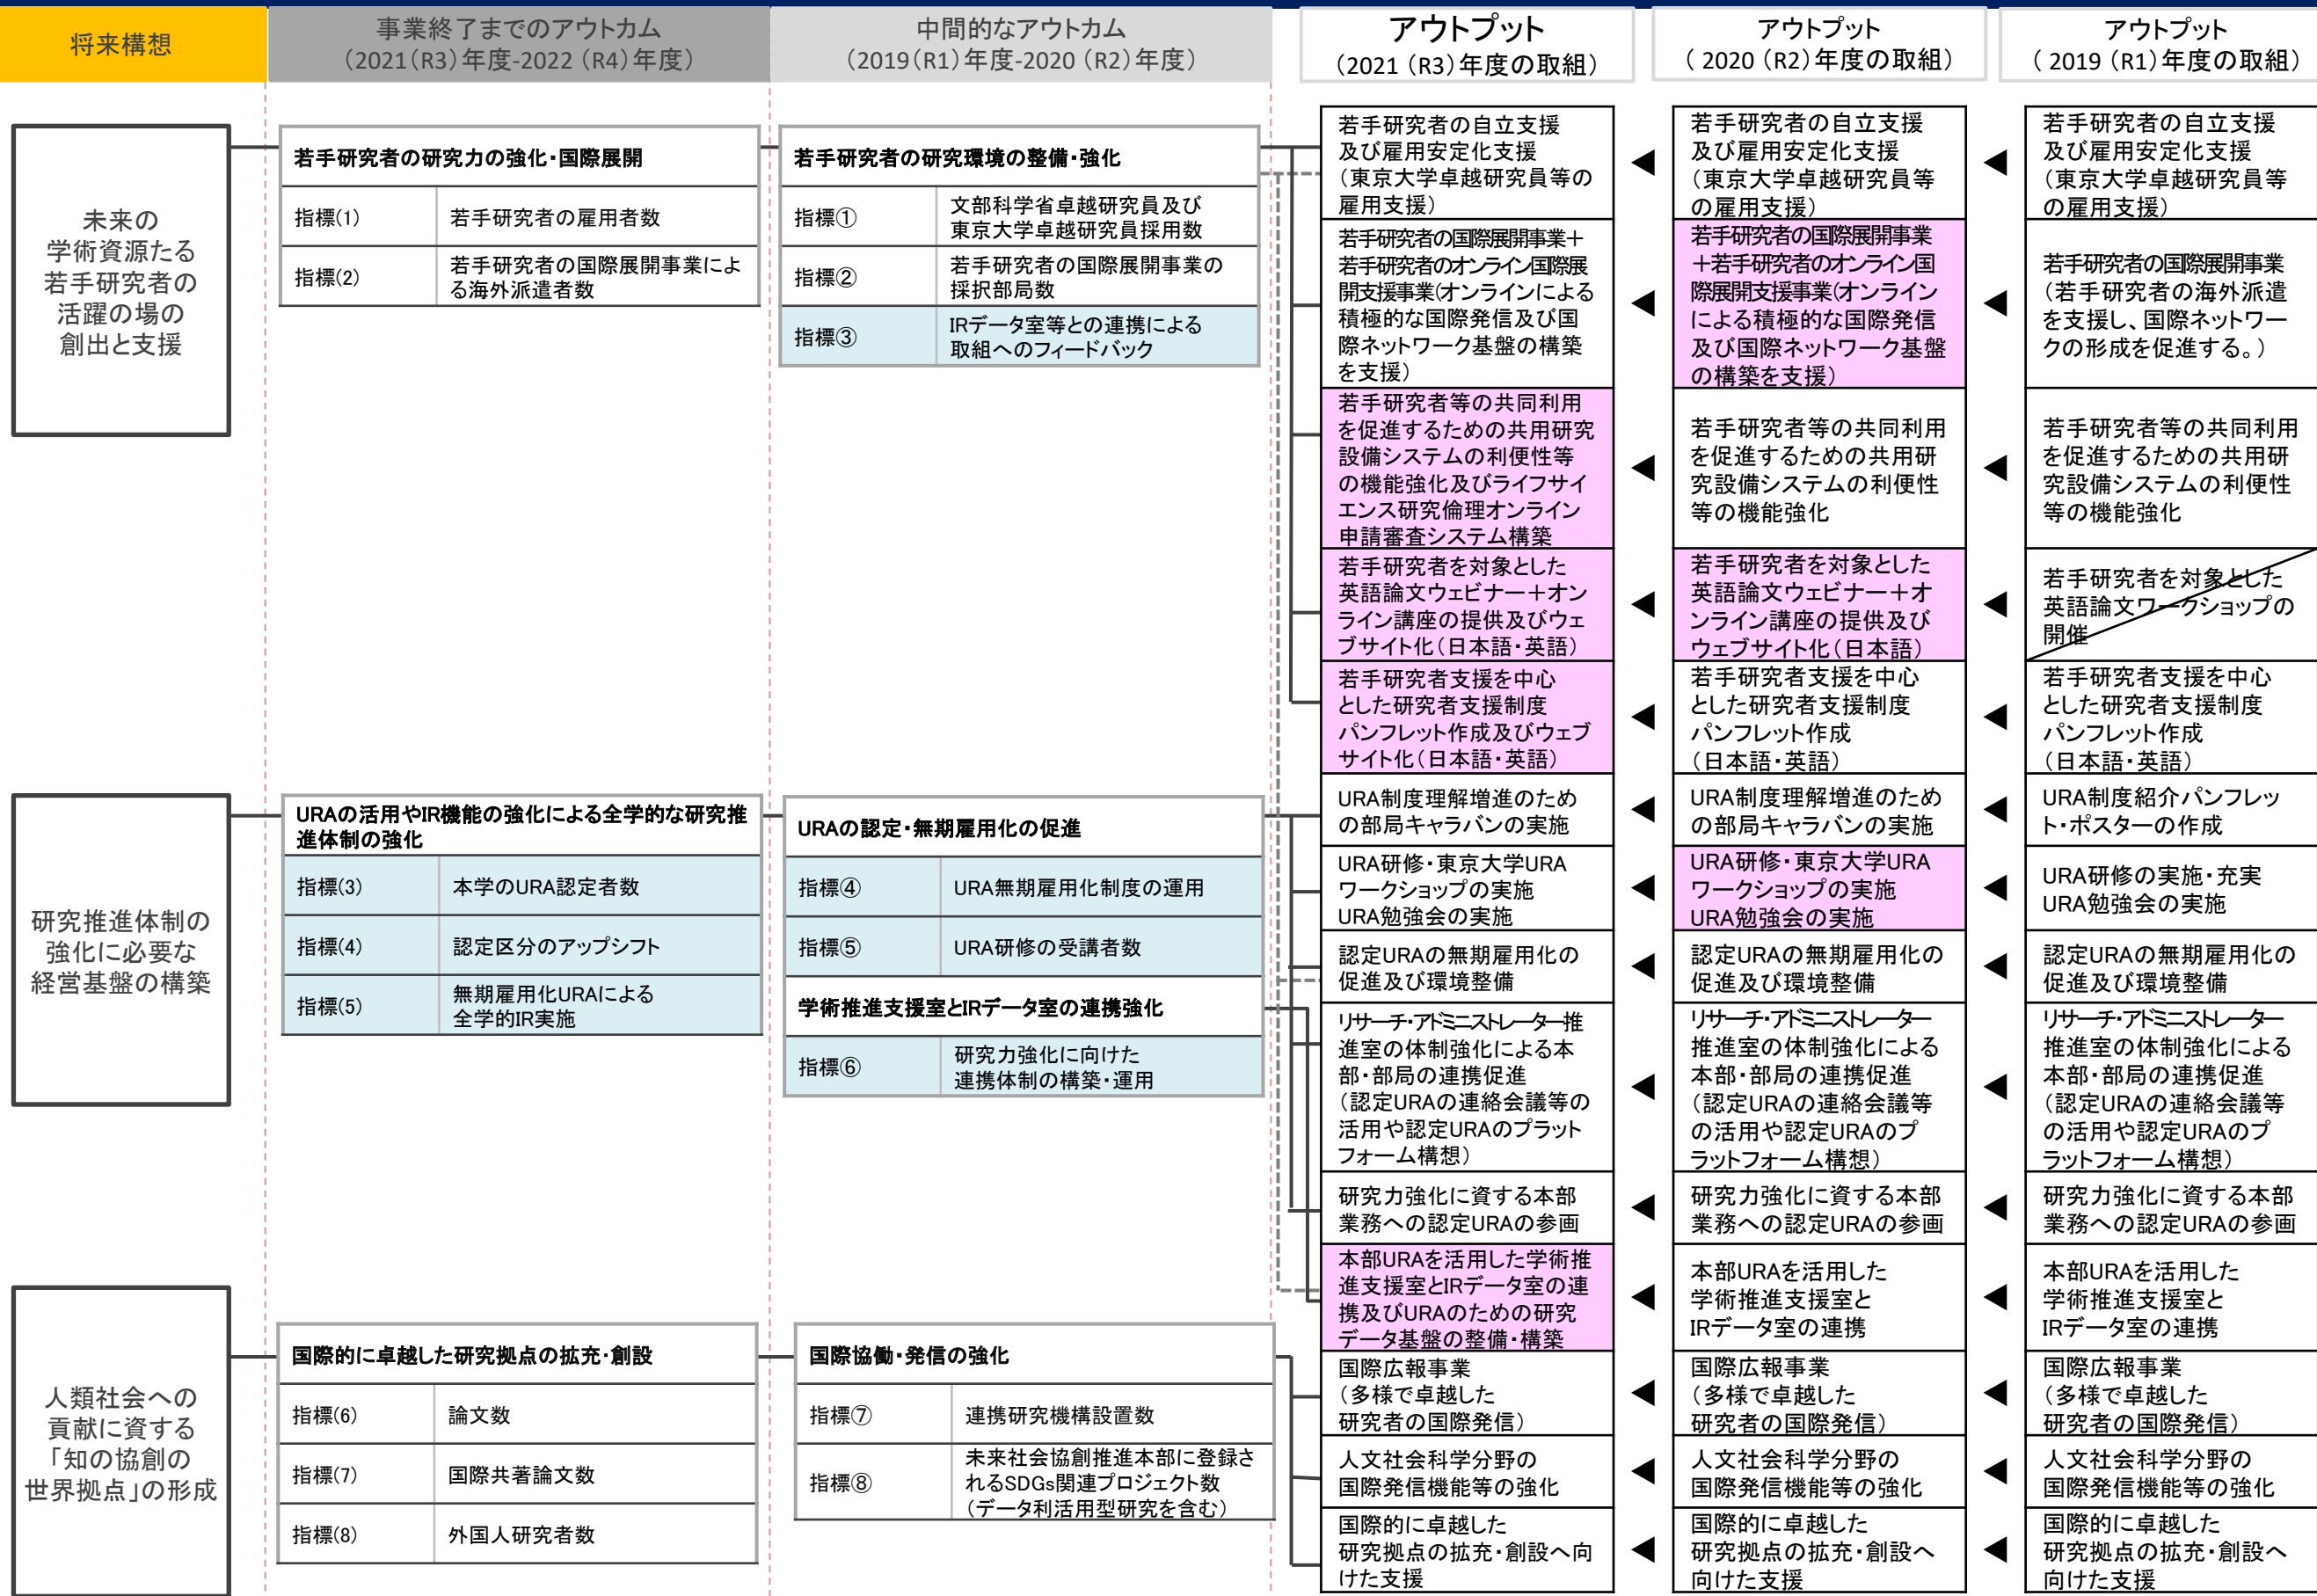 将来構想
事業終了までのアウトカム
（2021（R3）年度-2022（R4）年度）
中間的なアウトカム
（2019（R1）年度-2020（R2）年度）
アウトプット
（2021（R3）年度の取組）
アウトプット
（2020（R2）年度の取組）
アウトプット
（2019（R1）年度の取組）
未来の
学術資源たる
若手研究者の
活躍の場の
創出と支援
若手研究者の研究力の強化・国際展開
指標(1)
若手研究者の雇用者数
指標(2)
若手研究者の国際展開事業によ
る海外派遣者数
若手研究者の研究環境の整備・強化
指標①
文部科学省卓越研究員及び
東京大学卓越研究員採用数
指標②
若手研究者の国際展開事業の
採択部局数
指標③
IRデータ室等との連携による
取組へのフィードバック
若手研究者の自立支援
及び雇用安定化支援
（東京大学卓越研究員等の
雇用支援）
◀
若手研究者の自立支援
及び雇用安定化支援
（東京大学卓越研究員等
の雇用支援）
◀
若手研究者の自立支援
及び雇用安定化支援
（東京大学卓越研究員等
の雇用支援）
若手研究者の国際展開事業＋
若手研究者のオンライン国際展
開支援事業(オンラインによる
積極的な国際発信及び国
際ネットワーク基盤の構築
を支援）
◀
若手研究者の国際展開事業
＋若手研究者のオンライン国
際展開支援事業(オンライン
による積極的な国際発信
及び国際ネットワーク基盤
の構築を支援）
◀
若手研究者の国際展開事業
（若手研究者の海外派遣
を支援し、国際ネットワー
クの形成を促進する。）
若手研究者等の共同利用
を促進するための共用研究
設備システムの利便性等
の機能強化及びライフサイ
エンス研究倫理オンライン
申請審査システム構築
◀
若手研究者等の共同利用
を促進するための共用研
究設備システムの利便性
等の機能強化
◀
若手研究者等の共同利用
を促進するための共用研
究設備システムの利便性
等の機能強化
若手研究者を対象とした
英語論文ウェビナー＋オン
ライン講座の提供及びウェ
ブサイト化（日本語・英語）
◀
若手研究者を対象とした
英語論文ウェビナー＋オ
ンライン講座の提供及び
ウェブサイト化（日本語）
◀
若手研究者を対象とした
英語論文ワークショップの
開催
若手研究者支援を中心
とした研究者支援制度
パンフレット作成及びウェブ
サイト化（日本語・英語）
◀
若手研究者支援を中心
とした研究者支援制度
パンフレット作成
（日本語・英語）
◀
若手研究者支援を中心
とした研究者支援制度
パンフレット作成
（日本語・英語）
研究推進体制の
強化に必要な
経営基盤の構築
URAの活用やIR機能の強化による全学的な研究推
進体制の強化
指標(3)
本学のURA認定者数
指標(4)
認定区分のアップシフト
指標(5)
無期雇用化URAによる
全学的IR実施
URAの認定・無期雇用化の促進
指標④
URA無期雇用化制度の運用
指標⑤
URA研修の受講者数
学術推進支援室とIRデータ室の連携強化
指標⑥
研究力強化に向けた
連携体制の構築・運用
URA制度理解増進のため
の部局キャラバンの実施
◀
URA制度理解増進のため
の部局キャラバンの実施
◀
URA制度紹介パンフレッ
ト・ポスターの作成
URA研修・東京大学URA
ワークショップの実施
URA勉強会の実施
◀
URA研修・東京大学URA
ワークショップの実施
URA勉強会の実施
◀
URA研修の実施・充実
URA勉強会の実施
認定URAの無期雇用化の
促進及び環境整備
◀
認定URAの無期雇用化の
促進及び環境整備
◀
認定URAの無期雇用化の
促進及び環境整備
リサーチ・アドミニストレーター推
進室の体制強化による本
部・部局の連携促進
（認定URAの連絡会議等の
活用や認定URAのプラット
フォーム構想）
◀
リサーチ・アドミニストレーター
推進室の体制強化による
本部・部局の連携促進
（認定URAの連絡会議等
の活用や認定URAのプ
ラットフォーム構想）
◀
リサーチ・アドミニストレーター
推進室の体制強化による
本部・部局の連携促進
（認定URAの連絡会議等
の活用や認定URAのプ
ラットフォーム構想）
研究力強化に資する本部
業務への認定URAの参画
◀
研究力強化に資する本部
業務への認定URAの参画
◀
研究力強化に資する本部
業務への認定URAの参画
本部URAを活用した学術推
進支援室とIRデータ室の連
携及びURAのための研究
データ基盤の整備・構築
◀
本部URAを活用した
学術推進支援室と
IRデータ室の連携
◀
本部URAを活用した
学術推進支援室と
IRデータ室の連携
人類社会への
貢献に資する
「知の協創の
世界拠点」の形成
国際的に卓越した研究拠点の拡充・創設
指標(6)
論文数
指標(7)
国際共著論文数
指標(8)
外国人研究者数
国際協働・発信の強化
指標⑦
連携研究機構設置数
指標⑧
未来社会協創推進本部に登録さ
れるSDGs関連プロジェクト数
（データ利活用型研究を含む）
国際広報事業
（多様で卓越した
研究者の国際発信）
◀
国際広報事業
（多様で卓越した
研究者の国際発信）
◀
国際広報事業
（多様で卓越した
研究者の国際発信）
人文社会科学分野の
国際発信機能等の強化
◀
人文社会科学分野の
国際発信機能等の強化
◀
人文社会科学分野の
国際発信機能等の強化
国際的に卓越した
研究拠点の拡充・創設へ向
けた支援
◀
国際的に卓越した
研究拠点の拡充・創設へ
向けた支援
◀
国際的に卓越した
研究拠点の拡充・創設へ
向けた支援